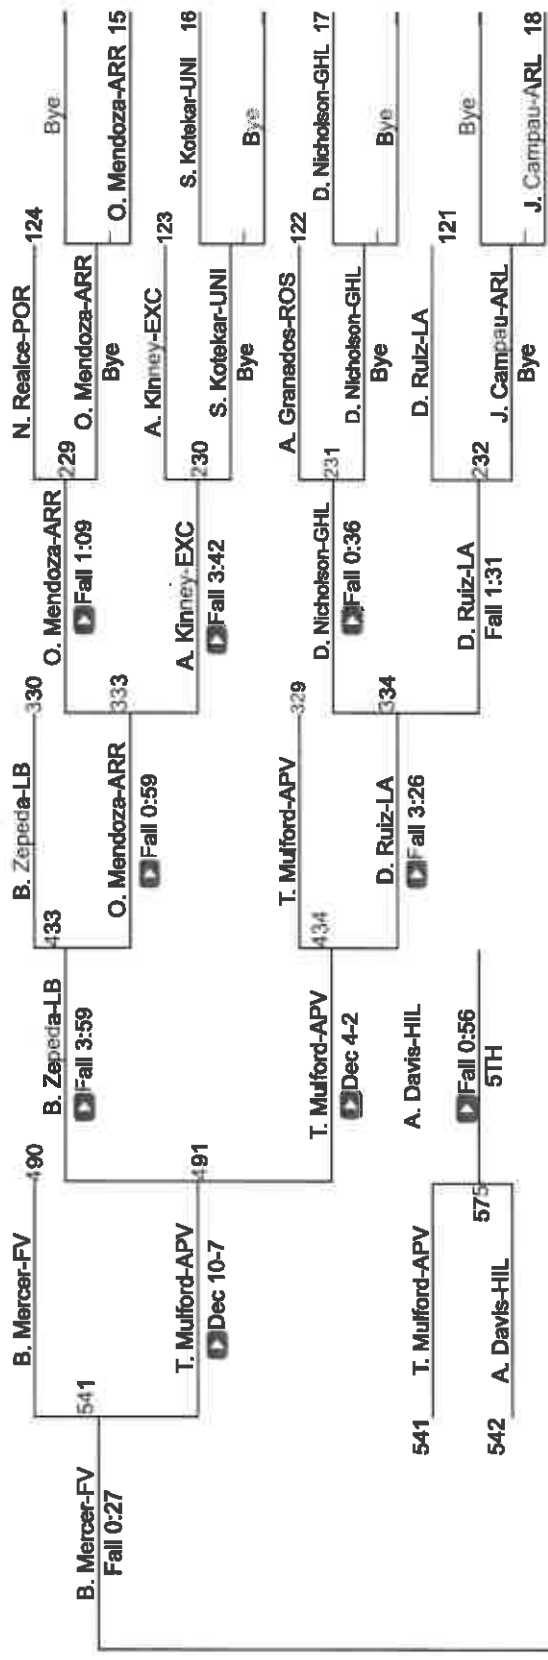 Bye
O. Mendoza-ARR 15
N. Realce-POR 124
O. Mendoza-ARR
Bye
229
O. Mendoza-ARR
Fall 1:09
S. Kotekar-UNI 16
Bye
A. Kinney-EXC 123
S. Kotekar-UNI
Bye
230
A. Kinney-EXC
Fall 3:42
B. Zepeda-LB 330
333
O. Mendoza-ARR
Fall 0:59
433
B. Zepeda-LB
Fall 3:59
D. Nicholson-GHL 17
Bye
A. Granados-ROS 122
D. Nicholson-GHL
Bye
231
D. Nicholson-GHL
Fall 0:36
Bye
J. Campau-ARL 18
D. Ruiz-LA 121
J. Campau-ARL
Bye
232
D. Ruiz-LA
Fall 1:31
T. Mulford-APV 329
334
D. Ruiz-LA
Fall 3:26
434
T. Mulford-APV
Dec 4-2
B. Mercer-FV 490
491
T. Mulford-APV
Dec 10-7
541
B. Mercer-FV
Fall 0:27
541 T. Mulford-APV
542 A. Davis-HIL
575
A. Davis-HIL
Fall 0:56
5TH